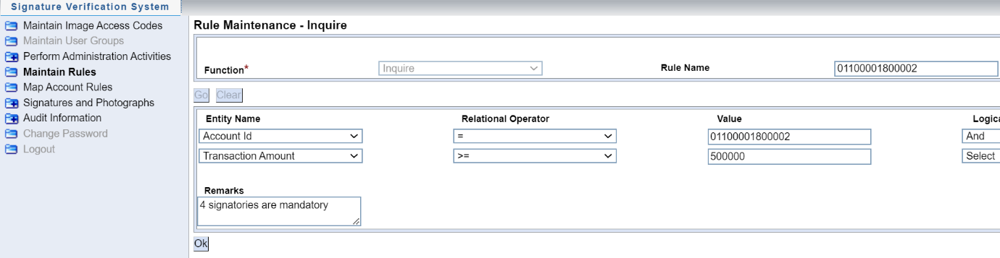 Signature Verification System
Maintain Image Access Codes
Maintain User Groups
Perform Administration Activities
Maintain Rules
Map Account Rules
Signatures and Photographs
Audit Information
Change Password
Logout
Rule Maintenance - Inquire
Function* Inquire Rule Name 01100001800002
Go Clear
Entity Name Relational Operator Value
Account Id = 01100001800002 And
Transaction Amount >= 500000 Select
Remarks
4 signatories are mandatory
Ok